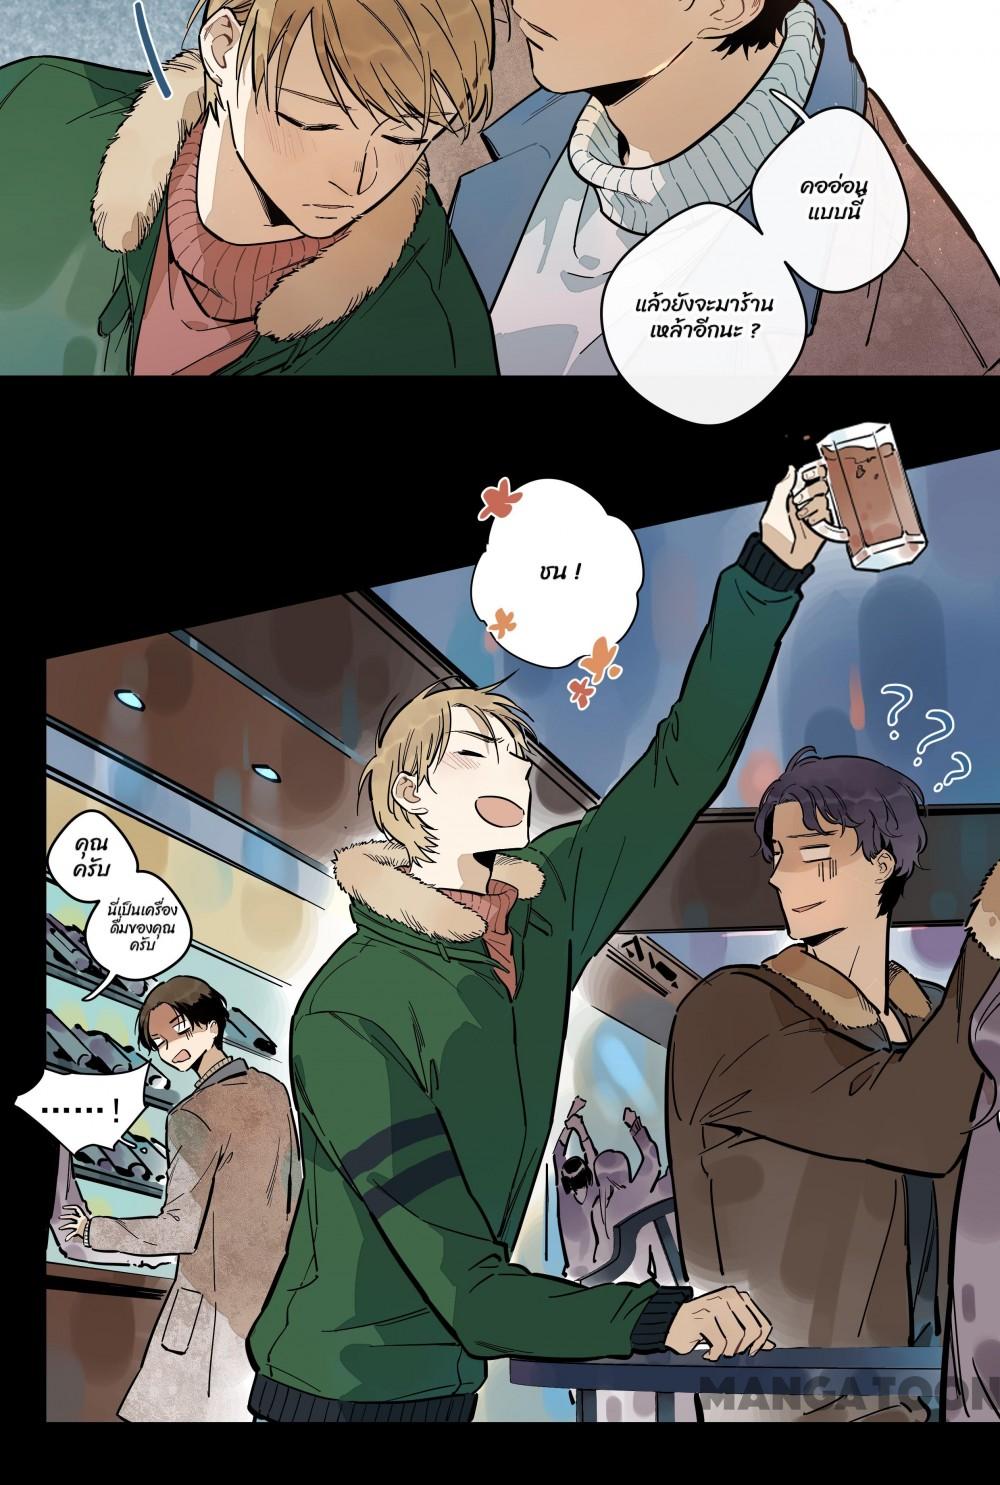 คออ่อน
แบบนี้
แล้วยังจะมาร้าน
เหล้าอีกนะ ?
ชน !
? ? ?
คุณ
ครับ
นี่เป็นเครื่อง
ดื่มของคุณ
ครับ
...... !
MANGATOON